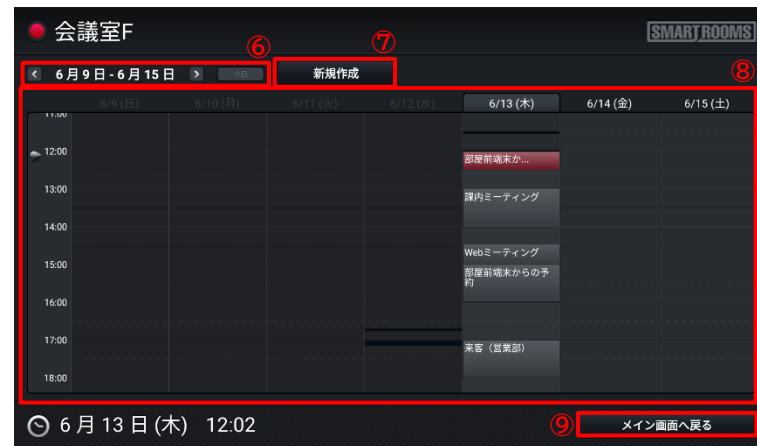 会議室F
SMART ROOMS
⑥
⑦
⑧
6月9日-6月15日
今日
新規作成
6/9 (日)
6/10 (月)
6/11 (火)
6/12 (水)
6/13 (木)
6/14 (金)
6/15 (土)
11:00
12:00
部屋前端末か...
13:00
課内ミーティング
14:00
Webミーティング
15:00
部屋前端末からの予
約
16:00
17:00
来客（営業部）
18:00
⑨
6月13日(木) 12:02
メイン画面へ戻る